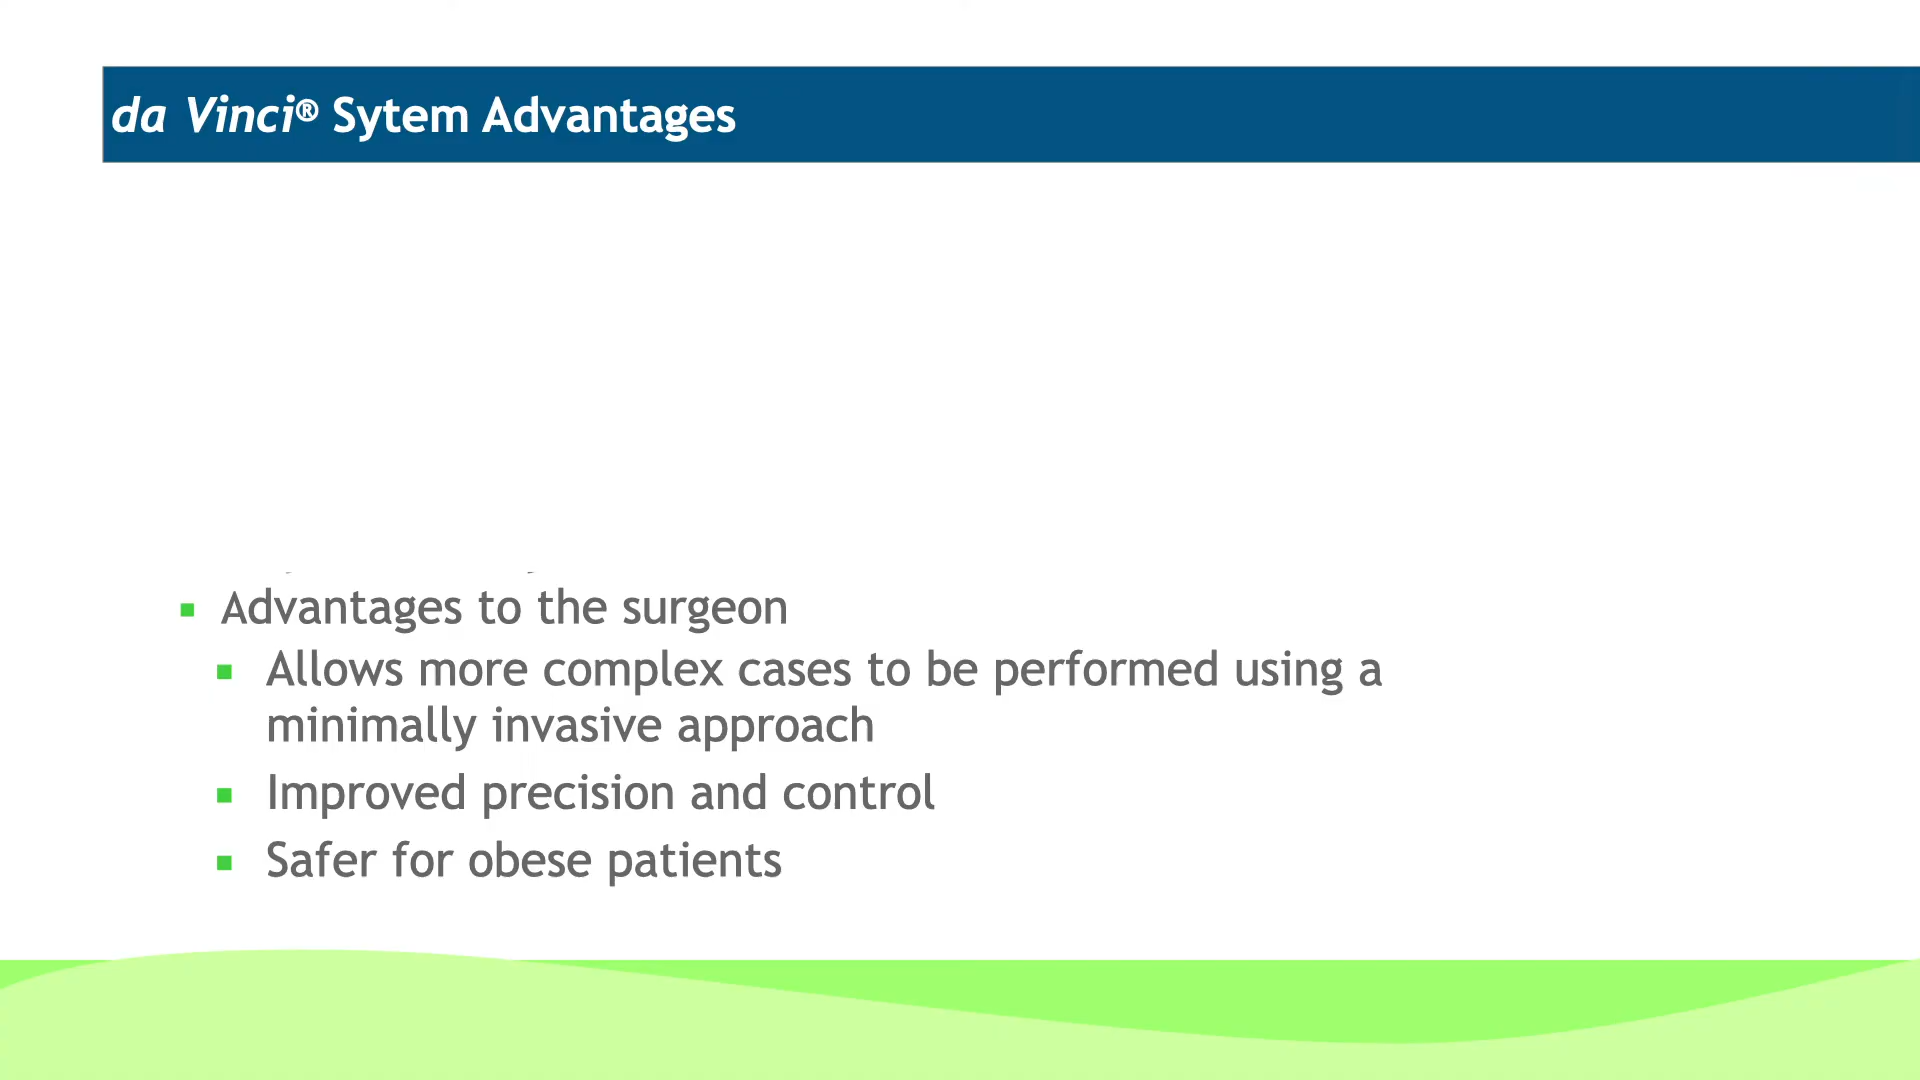 da Vinci® Sytem Advantages
▪ Advantages to the surgeon
▪ Allows more complex cases to be performed using a
minimally invasive approach
▪ Improved precision and control
▪ Safer for obese patients